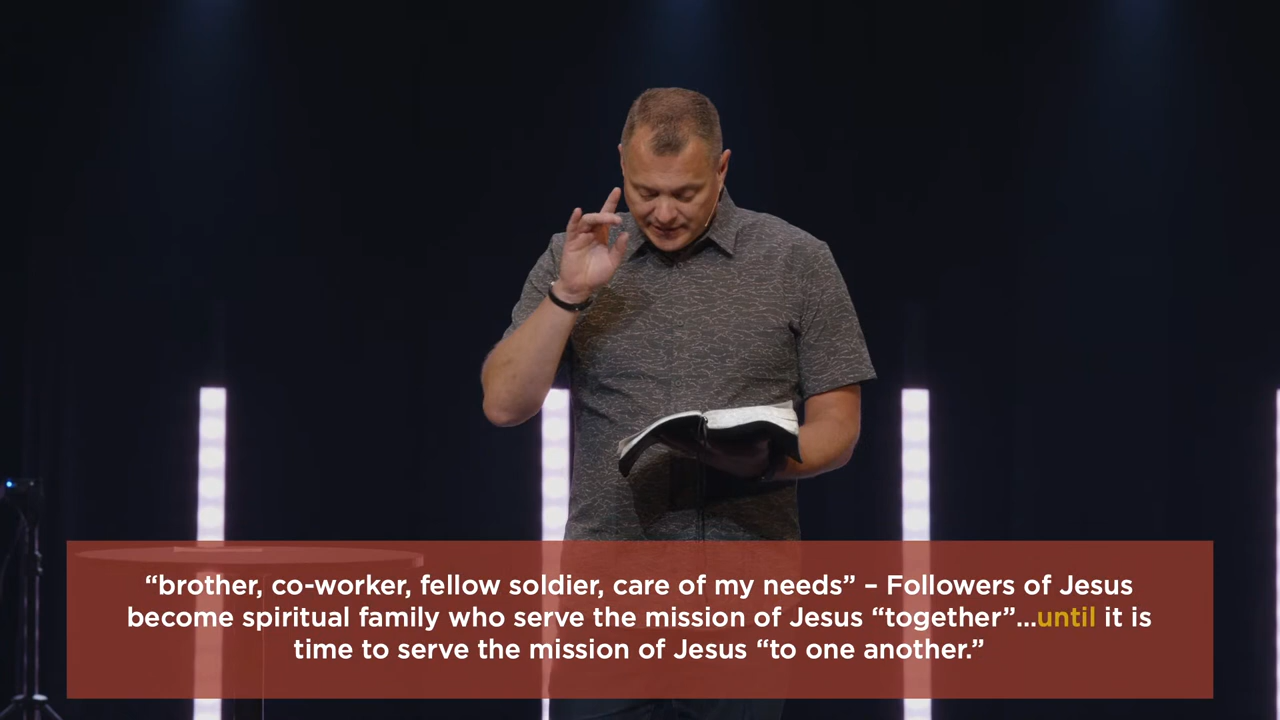 “brother, co-worker, fellow soldier, care of my needs” – Followers of Jesus
become spiritual family who serve the mission of Jesus “together”...until it is
time to serve the mission of Jesus “to one another.”